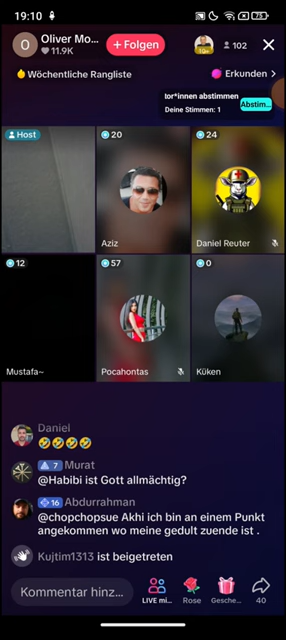 19:10
75
O
Oliver Mo...
11.9K
+ Folgen
102
Wöchentliche Rangliste
Erkunden >
tor*innen abstimmen
Deine Stimmen: 1
Abstim...
Host
20
24
Aziz
Daniel Reuter
12
57
0
Mustafa~
Pocahontas
Küken
Daniel
🤣🤣🤣🤣
7 Murat
@Habibi ist Gott allmächtig?
16 Abdurrahman
@chopchopsue Akhi ich bin an einem Punkt
angekommen wo meine gedult zuende ist .
Kujtim1313 ist beigetreten
Kommentar hinz...
LIVE mi...
Rose
Gesche...
40